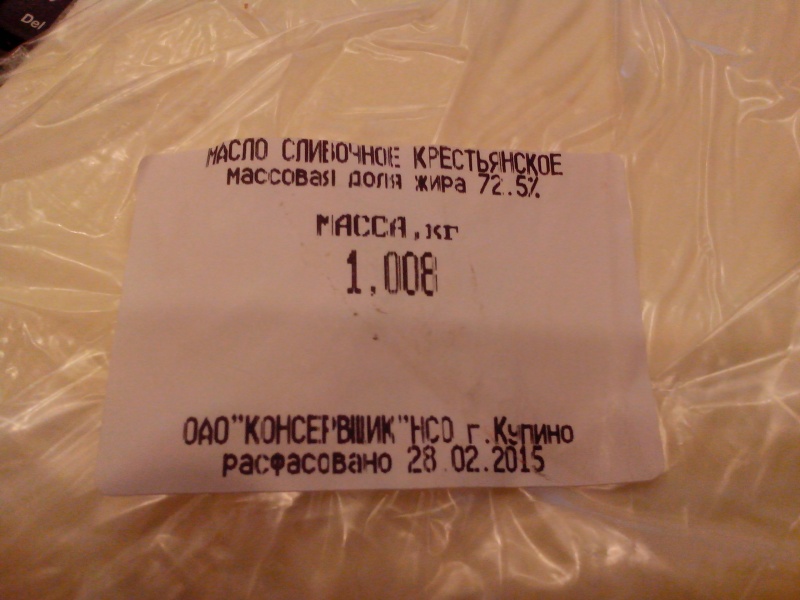 Del
МАСЛО СЛИВОЧНОЕ КРЕСТЬЯНСКОЕ
массовая доля жира 72.5%
МАССА,кг
1,008
ОАО"КОНСЕРВЩИК"НСО г.Купино
расфасовано 28.02.2015